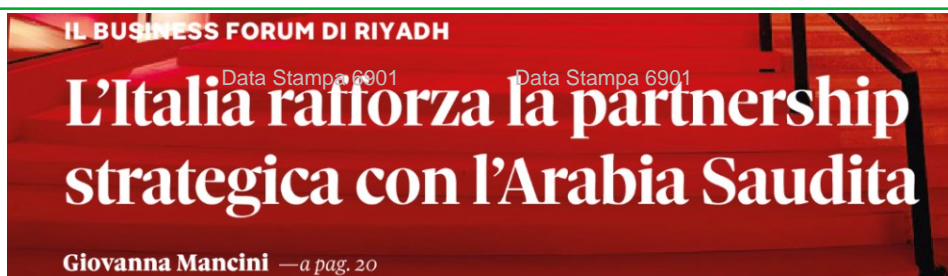 IL BUSINESS FORUM DI RIYADH
Data Stampa 6901 Data Stampa 6901
L’Italia rafforza la partnership
strategica con l’Arabia Saudita
Giovanna Mancini —a pag. 20